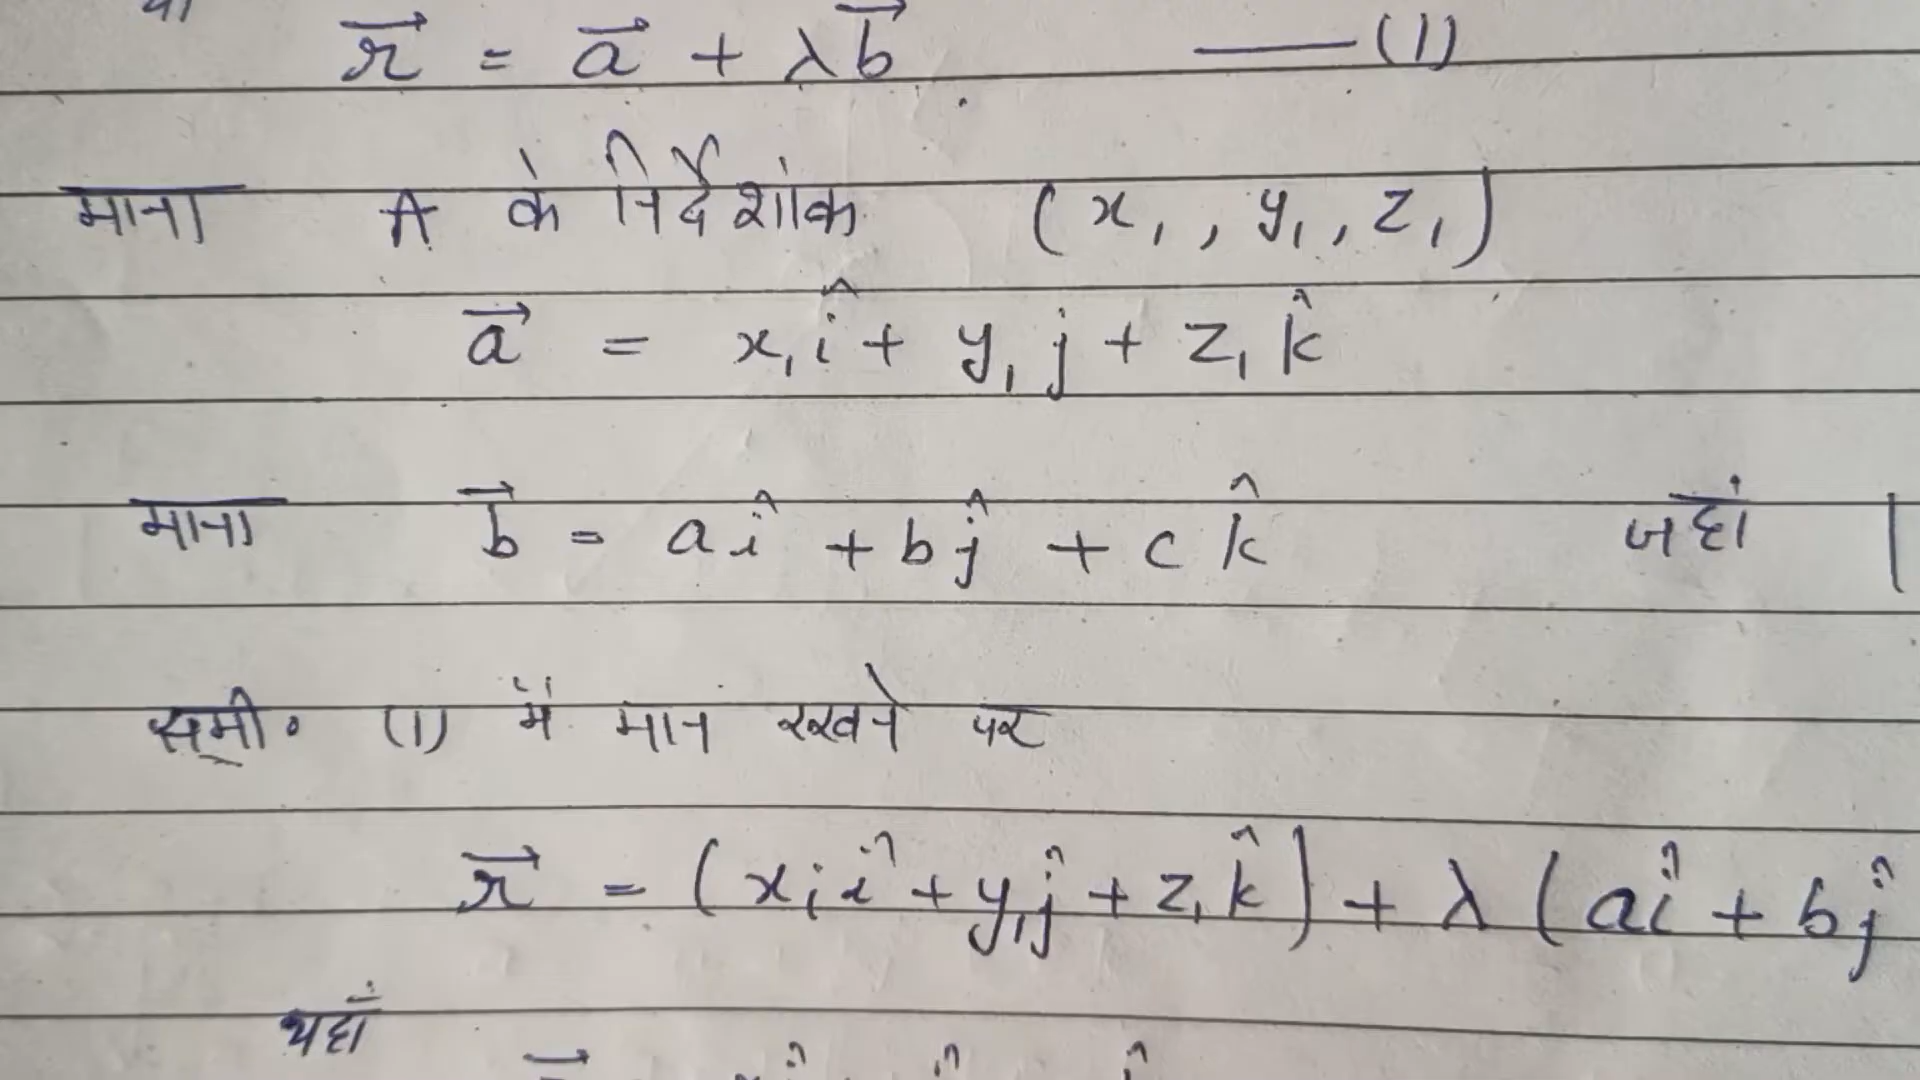 या
r⃗ = a⃗ + λb⃗ —— (1)
माना A के निर्देशांक (x₁, y₁, z₁)
a⃗ = x₁î + y₁j + z₁k̂
माना b⃗ = aî + bĵ + ck̂ जहां
समी. (1) में मान रखने पर
r⃗ = (x₁î + y₁ĵ + z₁k̂) + λ (aî + bĵ
यहाँ